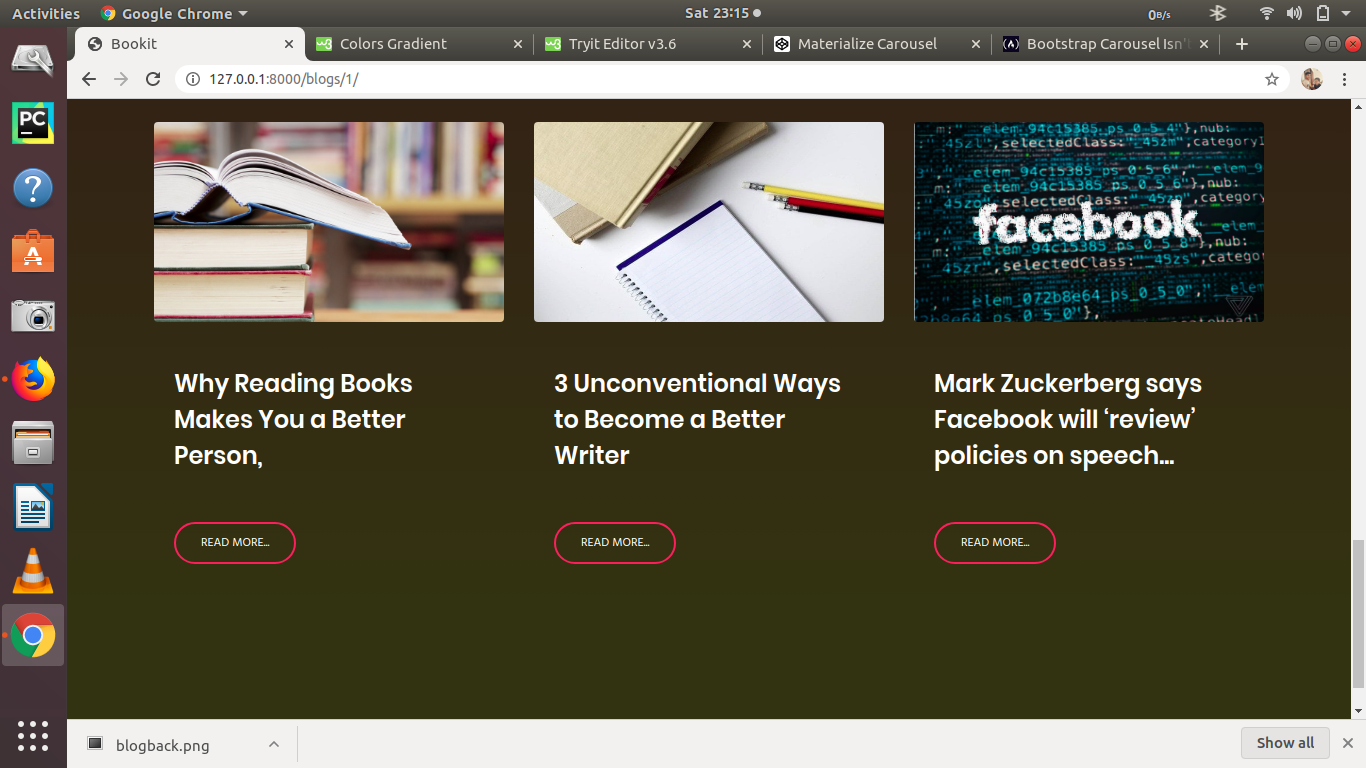 Activities Google Chrome Sat 23:15 0B/s
Bookit Colors Gradient Tryit Editor v3.6 Materialize Carousel Bootstrap Carousel Isn't
127.0.0.1:8000/blogs/1/
facebook
Why Reading Books
Makes You a Better
Person,
3 Unconventional Ways
to Become a Better
Writer
Mark Zuckerberg says
Facebook will ‘review’
policies on speech...
READ MORE... READ MORE... READ MORE...
blogback.png Show all